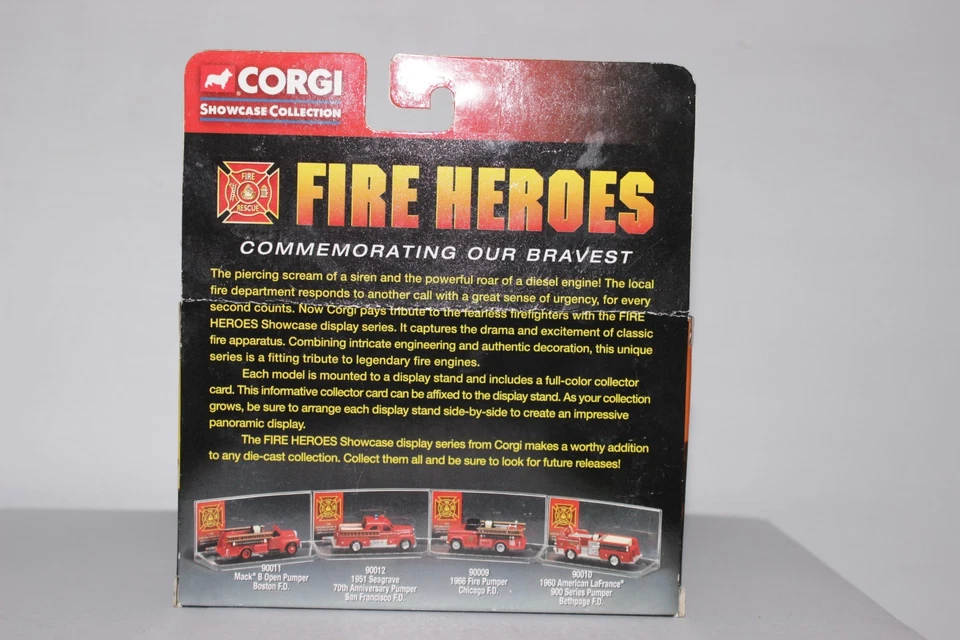 CORGI
SHOWCASE COLLECTION
FIRE
RESCUE
FIRE HEROES
COMMEMORATING OUR BRAVEST
The piercing scream of a siren and the powerful roar of a diesel engine! The local
fire department responds to another call with a great sense of urgency, for every
second counts. Now Corgi pays tribute to the fearless firefighters with the FIRE
HEROES Showcase display series. It captures the drama and excitement of classic
fire apparatus. Combining intricate engineering and authentic decoration, this unique
series is a fitting tribute to legendary fire engines.
Each model is mounted to a display stand and includes a full-color collector
card. This informative collector card can be affixed to the display stand. As your collection
grows, be sure to arrange each display stand side-by-side to create an impressive
panoramic display.
The FIRE HEROES Showcase display series from Corgi makes a worthy addition
to any die-cast collection. Collect them all and be sure to look for future releases!
90011
Mack® B Open Pumper
Boston F.D.
90012
1951 Seagrave
70th Anniversary Pumper
San Francisco F.D.
90009
1966 Fire Pumper
Chicago F.D.
90010
1960 American LaFrance®
900 Series Pumper
Bethpage F.D.